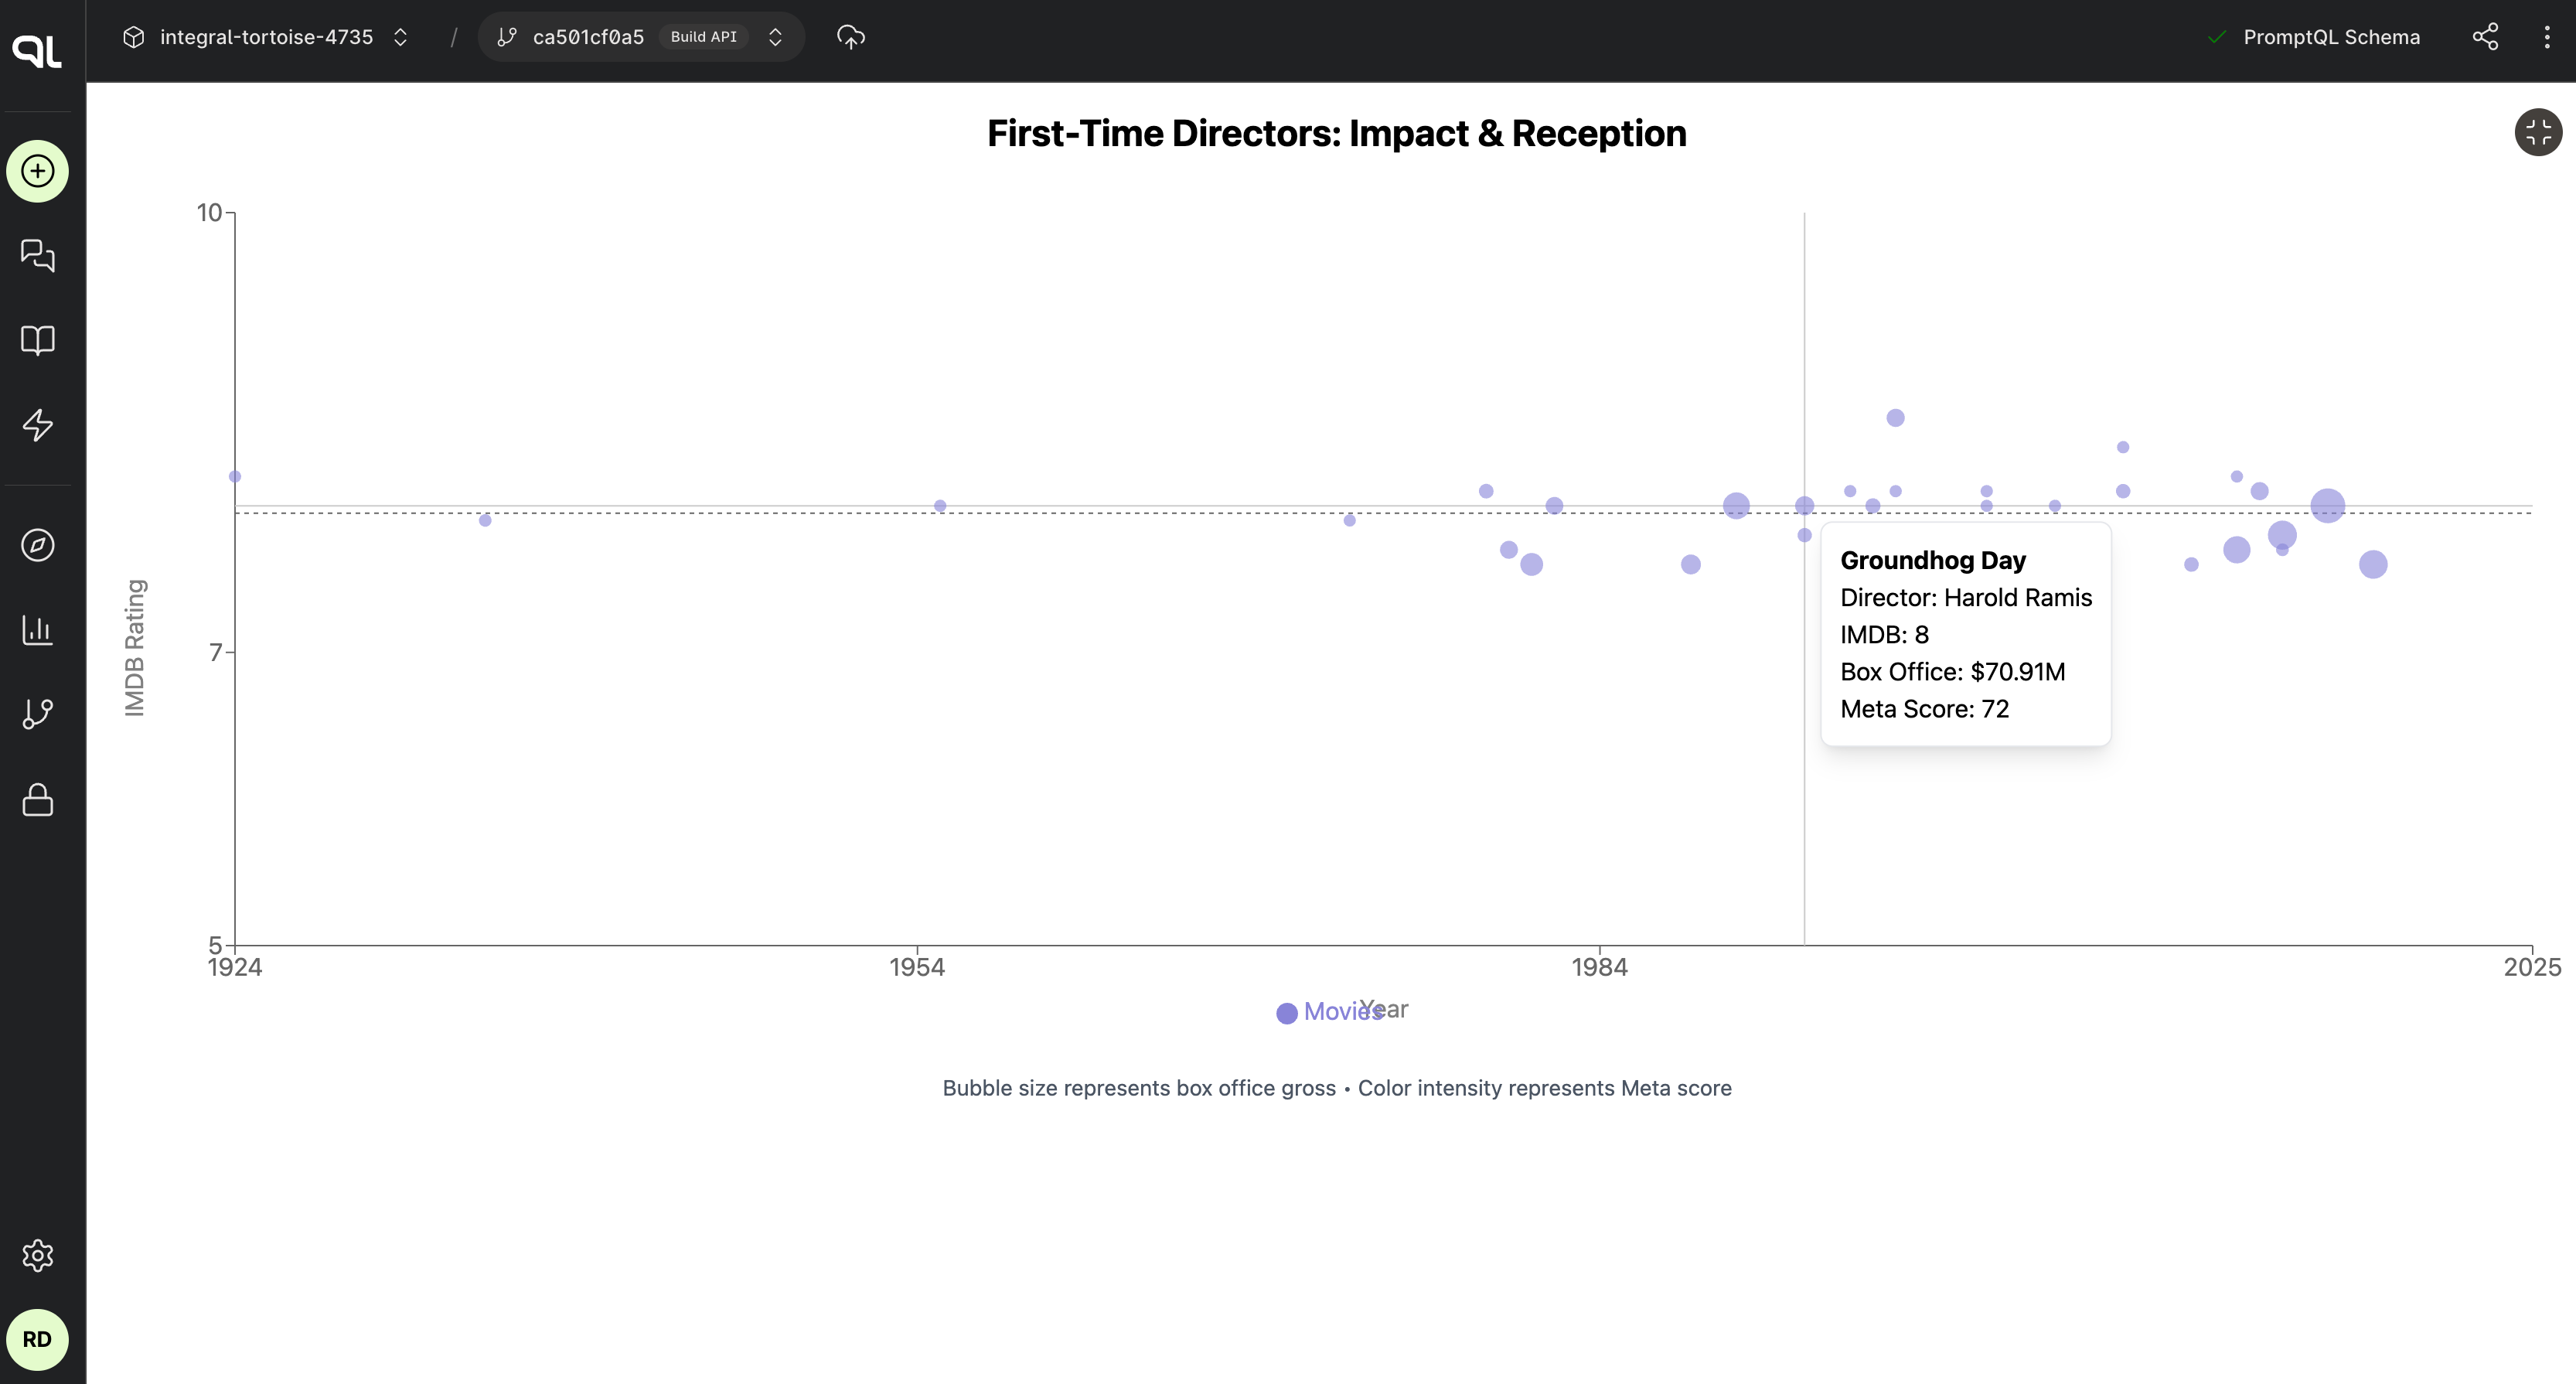 QL
integral-tortoise-4735 / ca501cf0a5 Build API
PromptQL Schema
First-Time Directors: Impact & Reception
10
7
5
IMDB Rating
Groundhog Day
Director: Harold Ramis
IMDB: 8
Box Office: $70.91M
Meta Score: 72
1924 1954 1984 2025
Movies
Year
Bubble size represents box office gross • Color intensity represents Meta score
RD